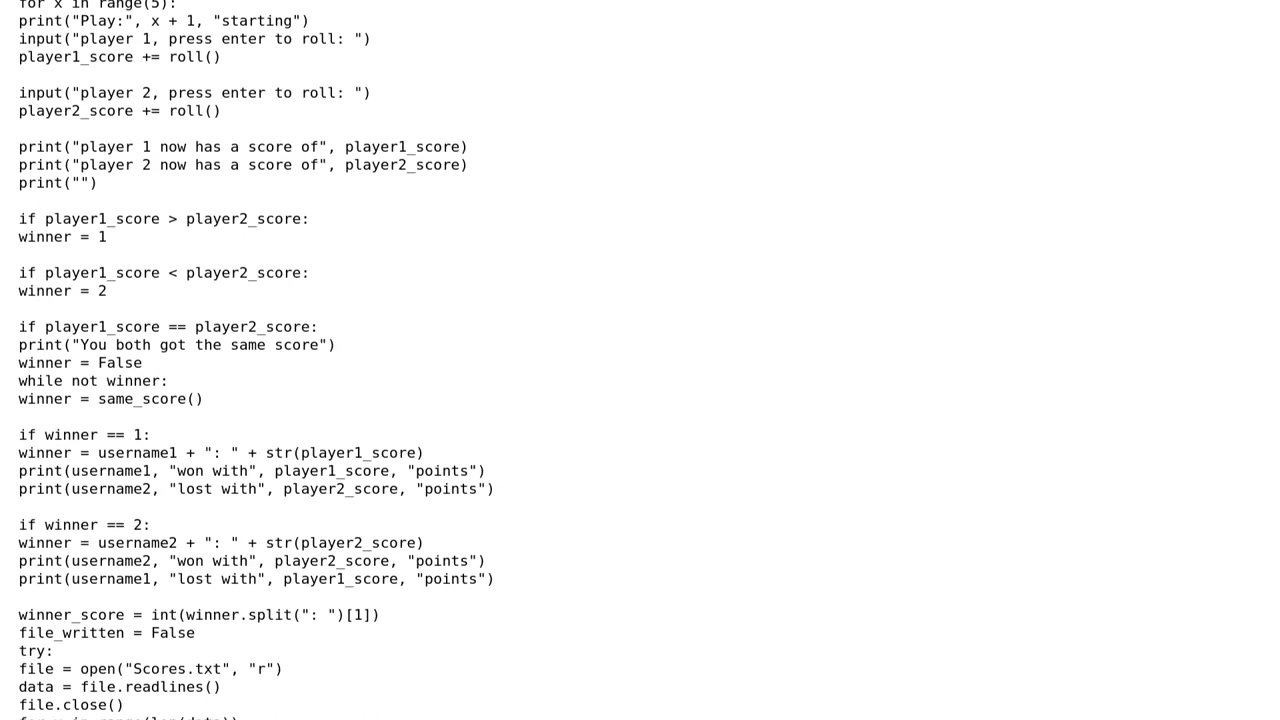 for x in range(5):
print("Play:", x + 1, "starting")
input("player 1, press enter to roll: ")
player1_score += roll()

input("player 2, press enter to roll: ")
player2_score += roll()

print("player 1 now has a score of", player1_score)
print("player 2 now has a score of", player2_score)
print("")

if player1_score > player2_score:
winner = 1

if player1_score < player2_score:
winner = 2

if player1_score == player2_score:
print("You both got the same score")
winner = False
while not winner:
winner = same_score()

if winner == 1:
winner = username1 + ": " + str(player1_score)
print(username1, "won with", player1_score, "points")
print(username2, "lost with", player2_score, "points")

if winner == 2:
winner = username2 + ": " + str(player2_score)
print(username2, "won with", player2_score, "points")
print(username1, "lost with", player1_score, "points")

winner_score = int(winner.split(": ")[1])
file_written = False
try:
file = open("Scores.txt", "r")
data = file.readlines()
file.close()